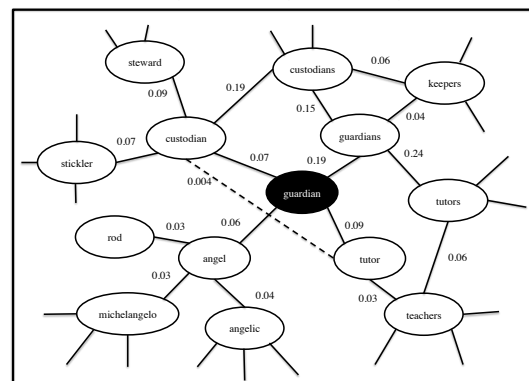 steward
custodians
0.06
keepers
0.19
0.09
0.15
0.04
custodian
guardians
0.07
stickler
0.07
0.19
0.24
0.004
guardian
tutors
rod
0.03
0.06
0.09
angel
tutor
0.06
0.03
0.04
0.03
michelangelo
angelic
teachers